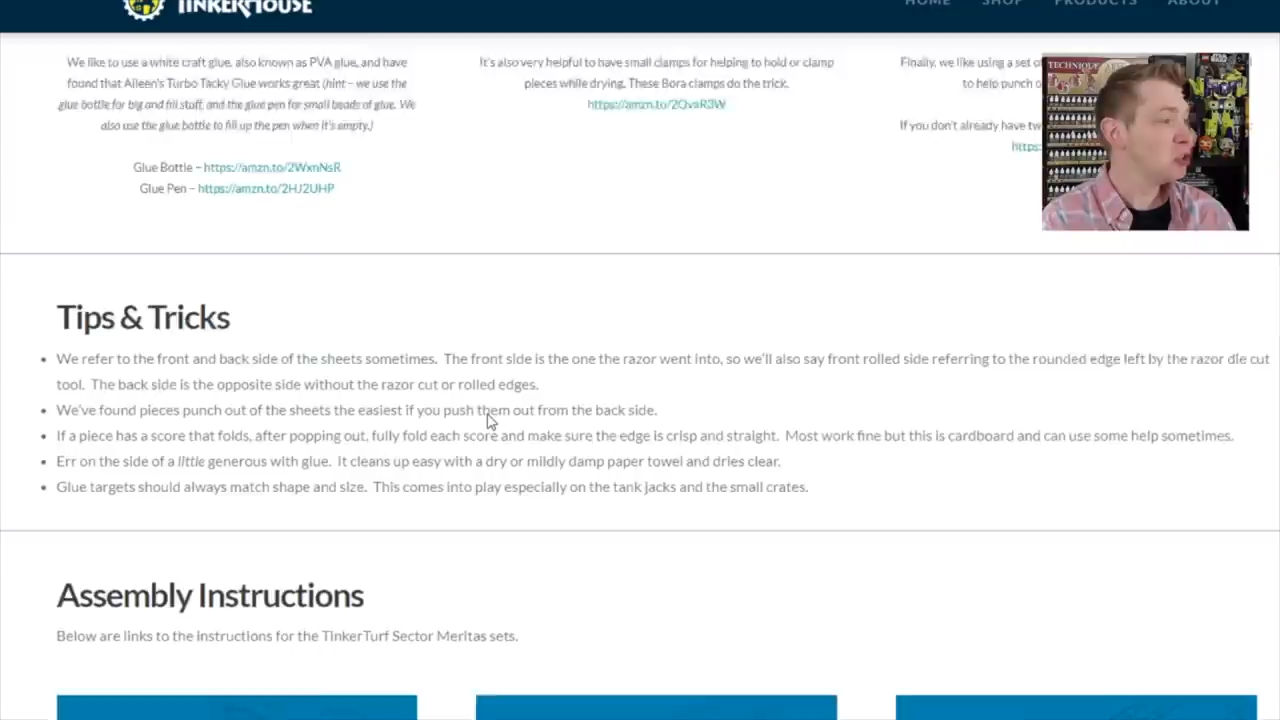 TINKERHOUSE
HOME SHOP PRODUCTS ABOUT
We like to use a white craft glue, also known as PVA glue, and have
found that Aileen's Turbo Tacky Glue works great (hint – we use the
glue bottle for big and fill stuff, and the glue pen for small beads of glue. We
also use the glue bottle to fill up the pen when it's empty.)
Glue Bottle – https://amzn.to/2WxnNsR
Glue Pen – https://amzn.to/2HJ2UHP
It's also very helpful to have small clamps for helping to hold or clamp
pieces while drying. These Bora clamps do the trick.
https://amzn.to/2QvaR3W
Finally, we like using a set o
to help punch o
If you don't already have tw
https:
TECHNIQUE
Tips & Tricks
• We refer to the front and back side of the sheets sometimes. The front side is the one the razor went into, so we'll also say front rolled side referring to the rounded edge left by the razor die cut
tool. The back side is the opposite side without the razor cut or rolled edges.
• We've found pieces punch out of the sheets the easiest if you push them out from the back side.
• If a piece has a score that folds, after popping out, fully fold each score and make sure the edge is crisp and straight. Most work fine but this is cardboard and can use some help sometimes.
• Err on the side of a little generous with glue. It cleans up easy with a dry or mildly damp paper towel and dries clear.
• Glue targets should always match shape and size. This comes into play especially on the tank jacks and the small crates.
Assembly Instructions
Below are links to the instructions for the TinkerTurf Sector Meritas sets.